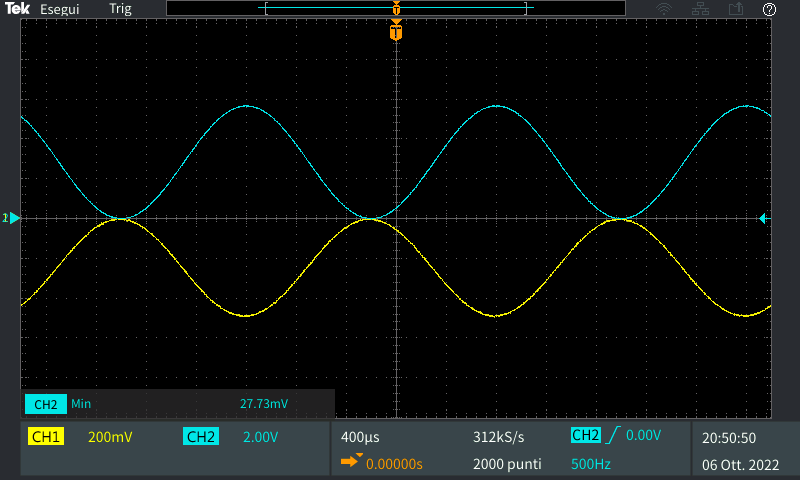 Tek Esegui Trig
T
T
CH2 Min 27.73mV
CH1 200mV CH2 2.00V 400µs 312kS/s CH2 0.00V 20:50:50
0.00000s 2000 punti 500Hz 06 Ott. 2022